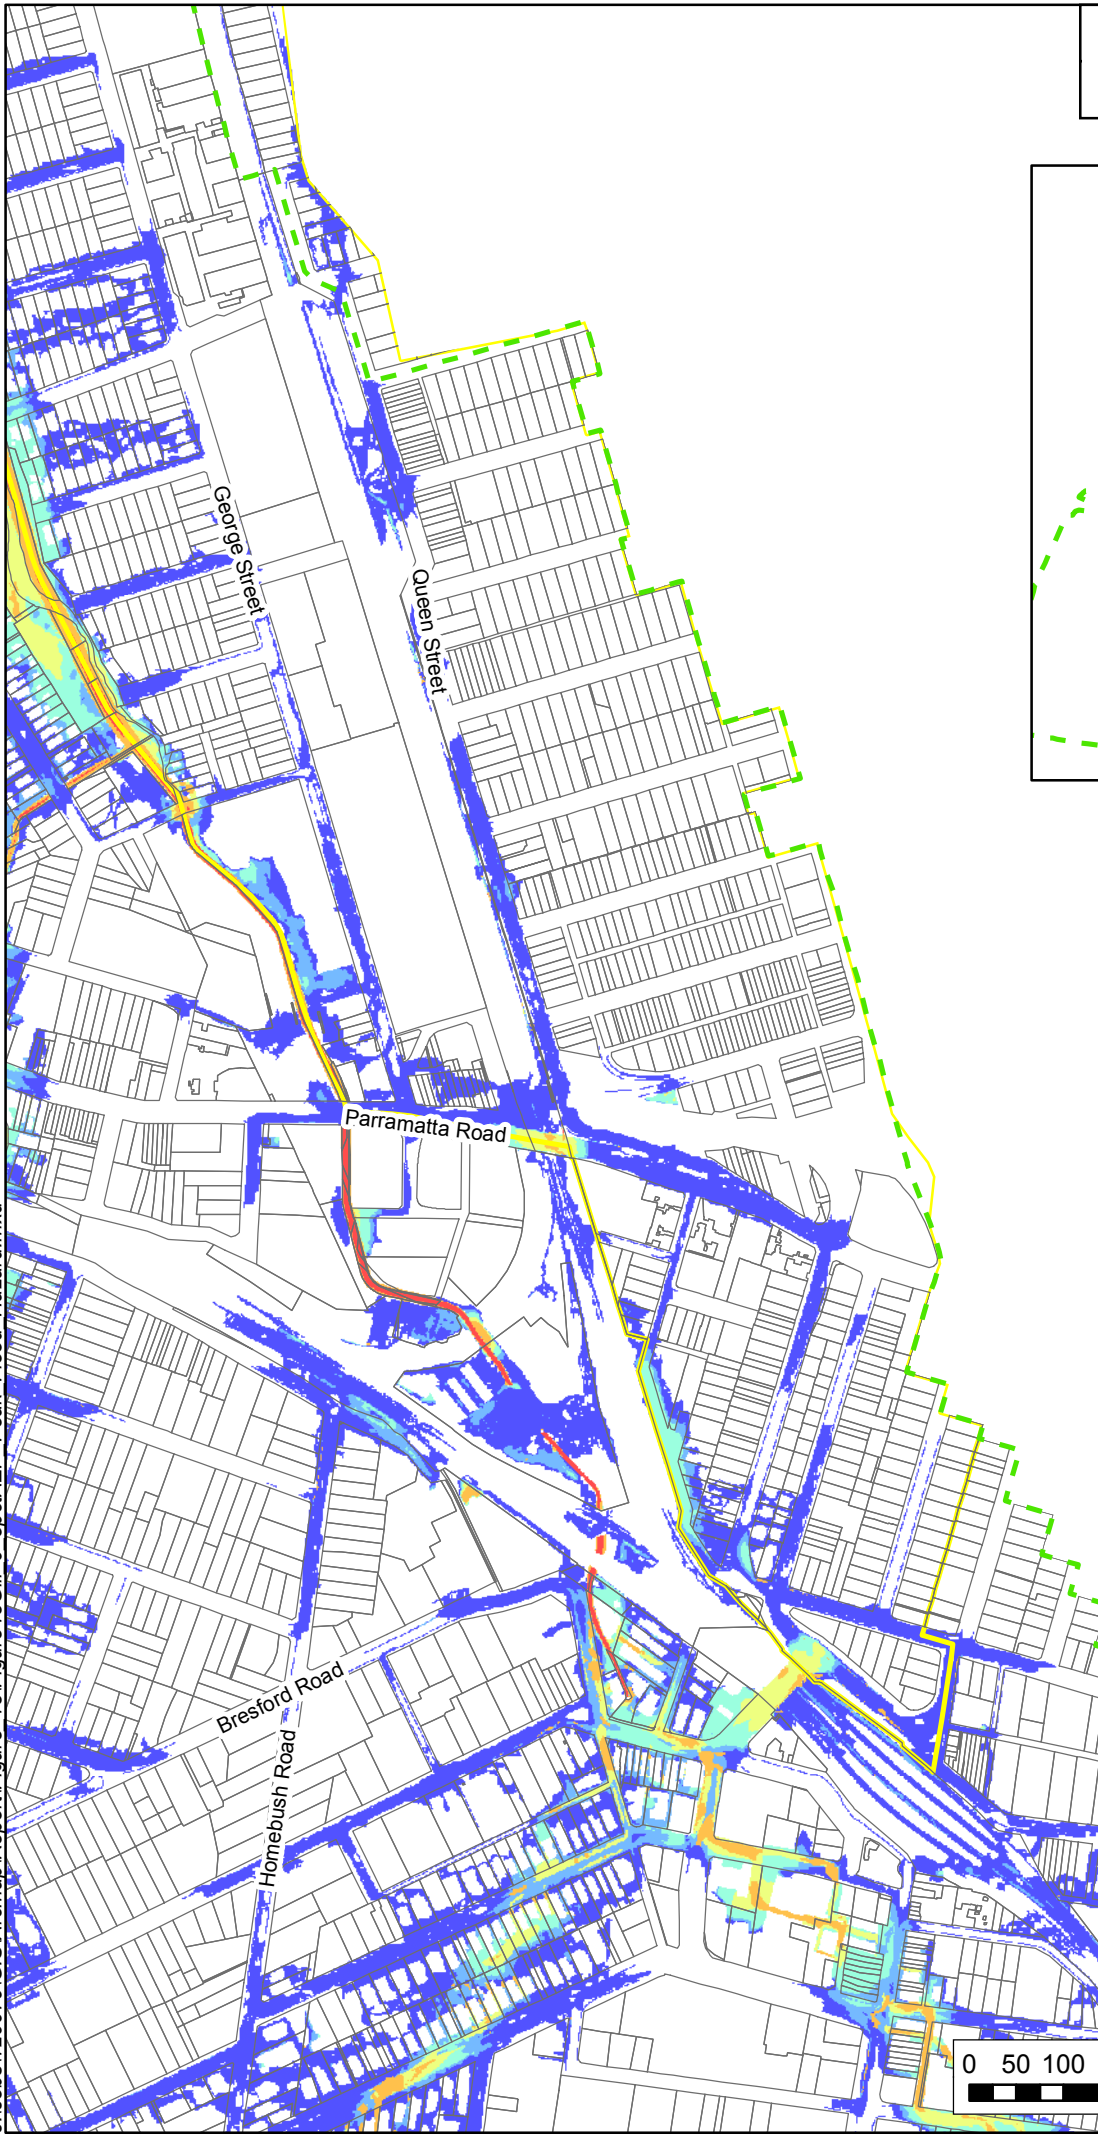 George Street
Queen Street
Parramatta Road
Bresford Road
Homebush Road
0 50 100